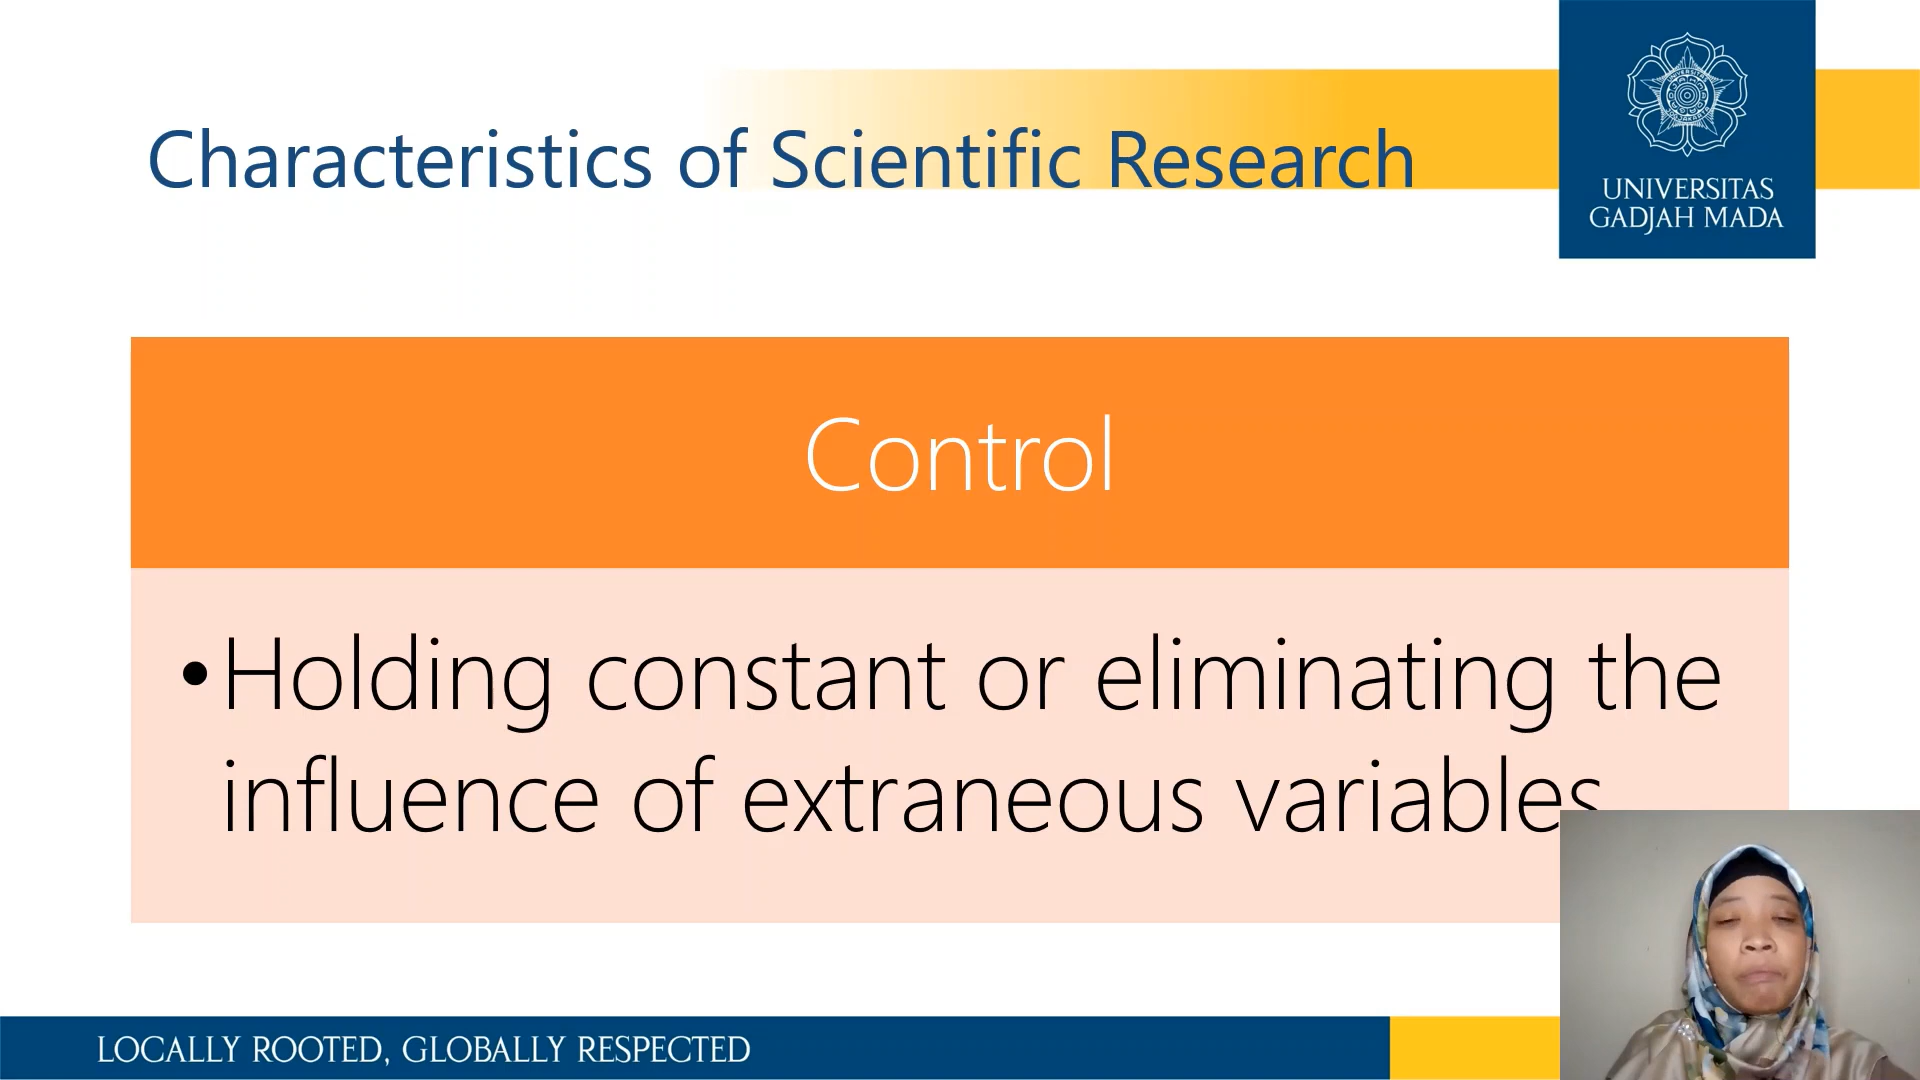 Characteristics of Scientific Research
UNIVERSITAS
GADJAH MADA
Control
•Holding constant or eliminating the
influence of extraneous variables
LOCALLY ROOTED, GLOBALLY RESPECTED